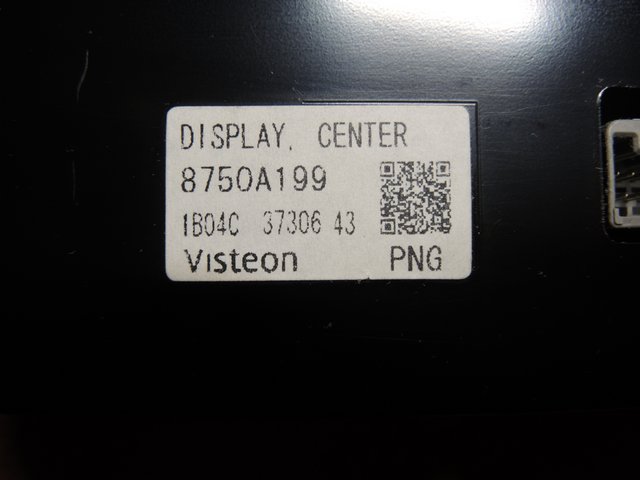 DISPLAY, CENTER
8750A199
1B04C 37306 43
Visteon PNG